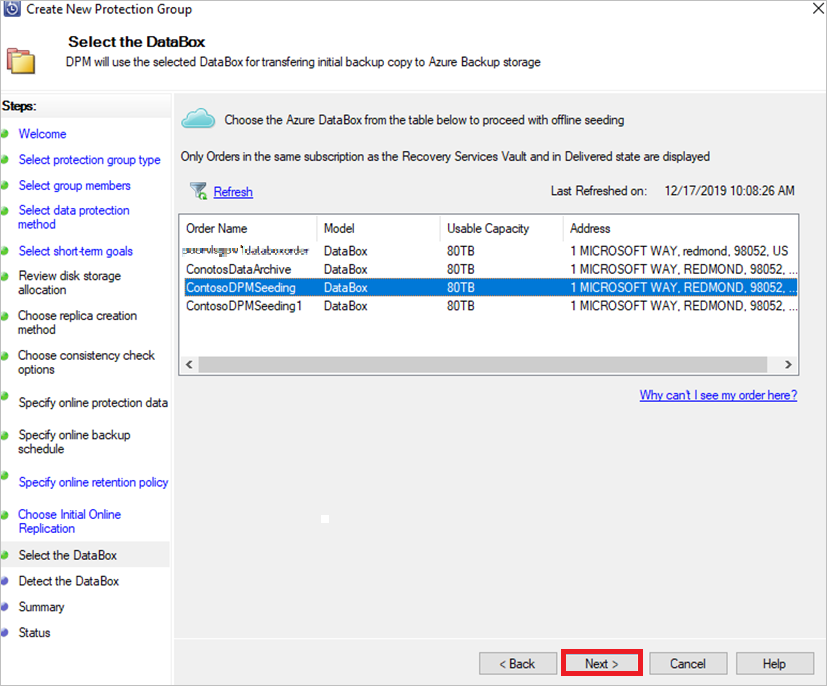 Create New Protection Group
Select the DataBox
DPM will use the selected DataBox for transfering initial backup copy to Azure Backup storage
Steps:
Welcome
Select protection group type
Select group members
Select data protection
method
Select short-term goals
Review disk storage
allocation
Choose replica creation
method
Choose consistency check
options
Specify online protection data
Specify online backup
schedule
Specify online retention policy
Choose Initial Online
Replication
Select the DataBox
Detect the DataBox
Summary
Status
Choose the Azure DataBox from the table below to proceed with offline seeding
Only Orders in the same subscription as the Recovery Services Vault and in Delivered state are displayed
Refresh
Last Refreshed on: 12/17/2019 10:08:26 AM
Order Name Model Usable Capacity Address
DataBox 80TB 1 MICROSOFT WAY, redmond, 98052, US
ConotosDataArchive DataBox 80TB 1 MICROSOFT WAY, REDMOND, 98052, ...
ContosoDPMSeeding DataBox 80TB 1 MICROSOFT WAY, REDMOND, 98052, ...
ContosoDPMSeeding1 DataBox 80TB 1 MICROSOFT WAY, REDMOND, 98052, ...
Why can't I see my order here?
< Back Next > Cancel Help